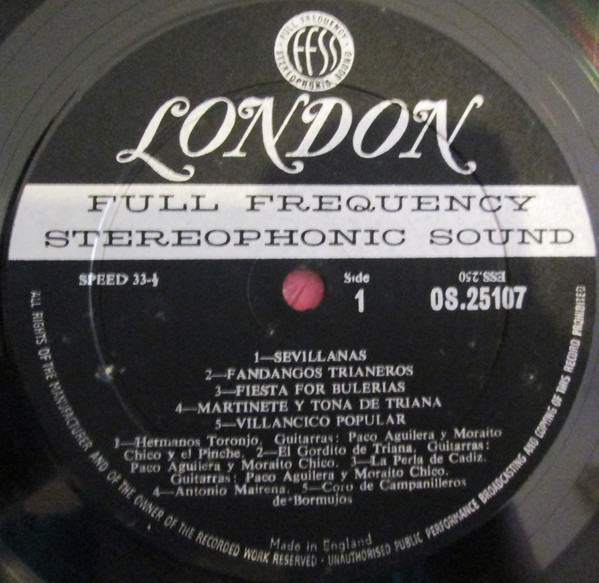 FULL FREQUENCY
ffss
STEREOPHONIC SOUND
LONDON
FULL FREQUENCY
STEREOPHONIC SOUND
SPEED 33-⅓
Side
1
ESS.250
OS.25107
1—SEVILLANAS
2—FANDANGOS TRIANEROS
3—FIESTA FOR BULERIAS
4—MARTINETE Y TONA DE TRIANA
5—VILLANCICO POPULAR
1—Hermanos Toronjo. Guitarras: Paco Aguilera y Moraito
Chico y el Pinche. 2—El Gordito de Triana. Guitarras:
Paco Aguilera y Moraito Chico. 3—La Perla de Cadiz.
Guitarras: Paco Aguilera y Moraito Chico.
4—Antonio Mairena. 5—Coro de Campanilleros
de Bormujos
Made in England
ALL RIGHTS OF THE MANUFACTURER AND OF THE OWNER OF THE RECORDED WORK RESERVED · UNAUTHORISED PUBLIC PERFORMANCE BROADCASTING AND COPYING OF THIS RECORD PROHIBITED